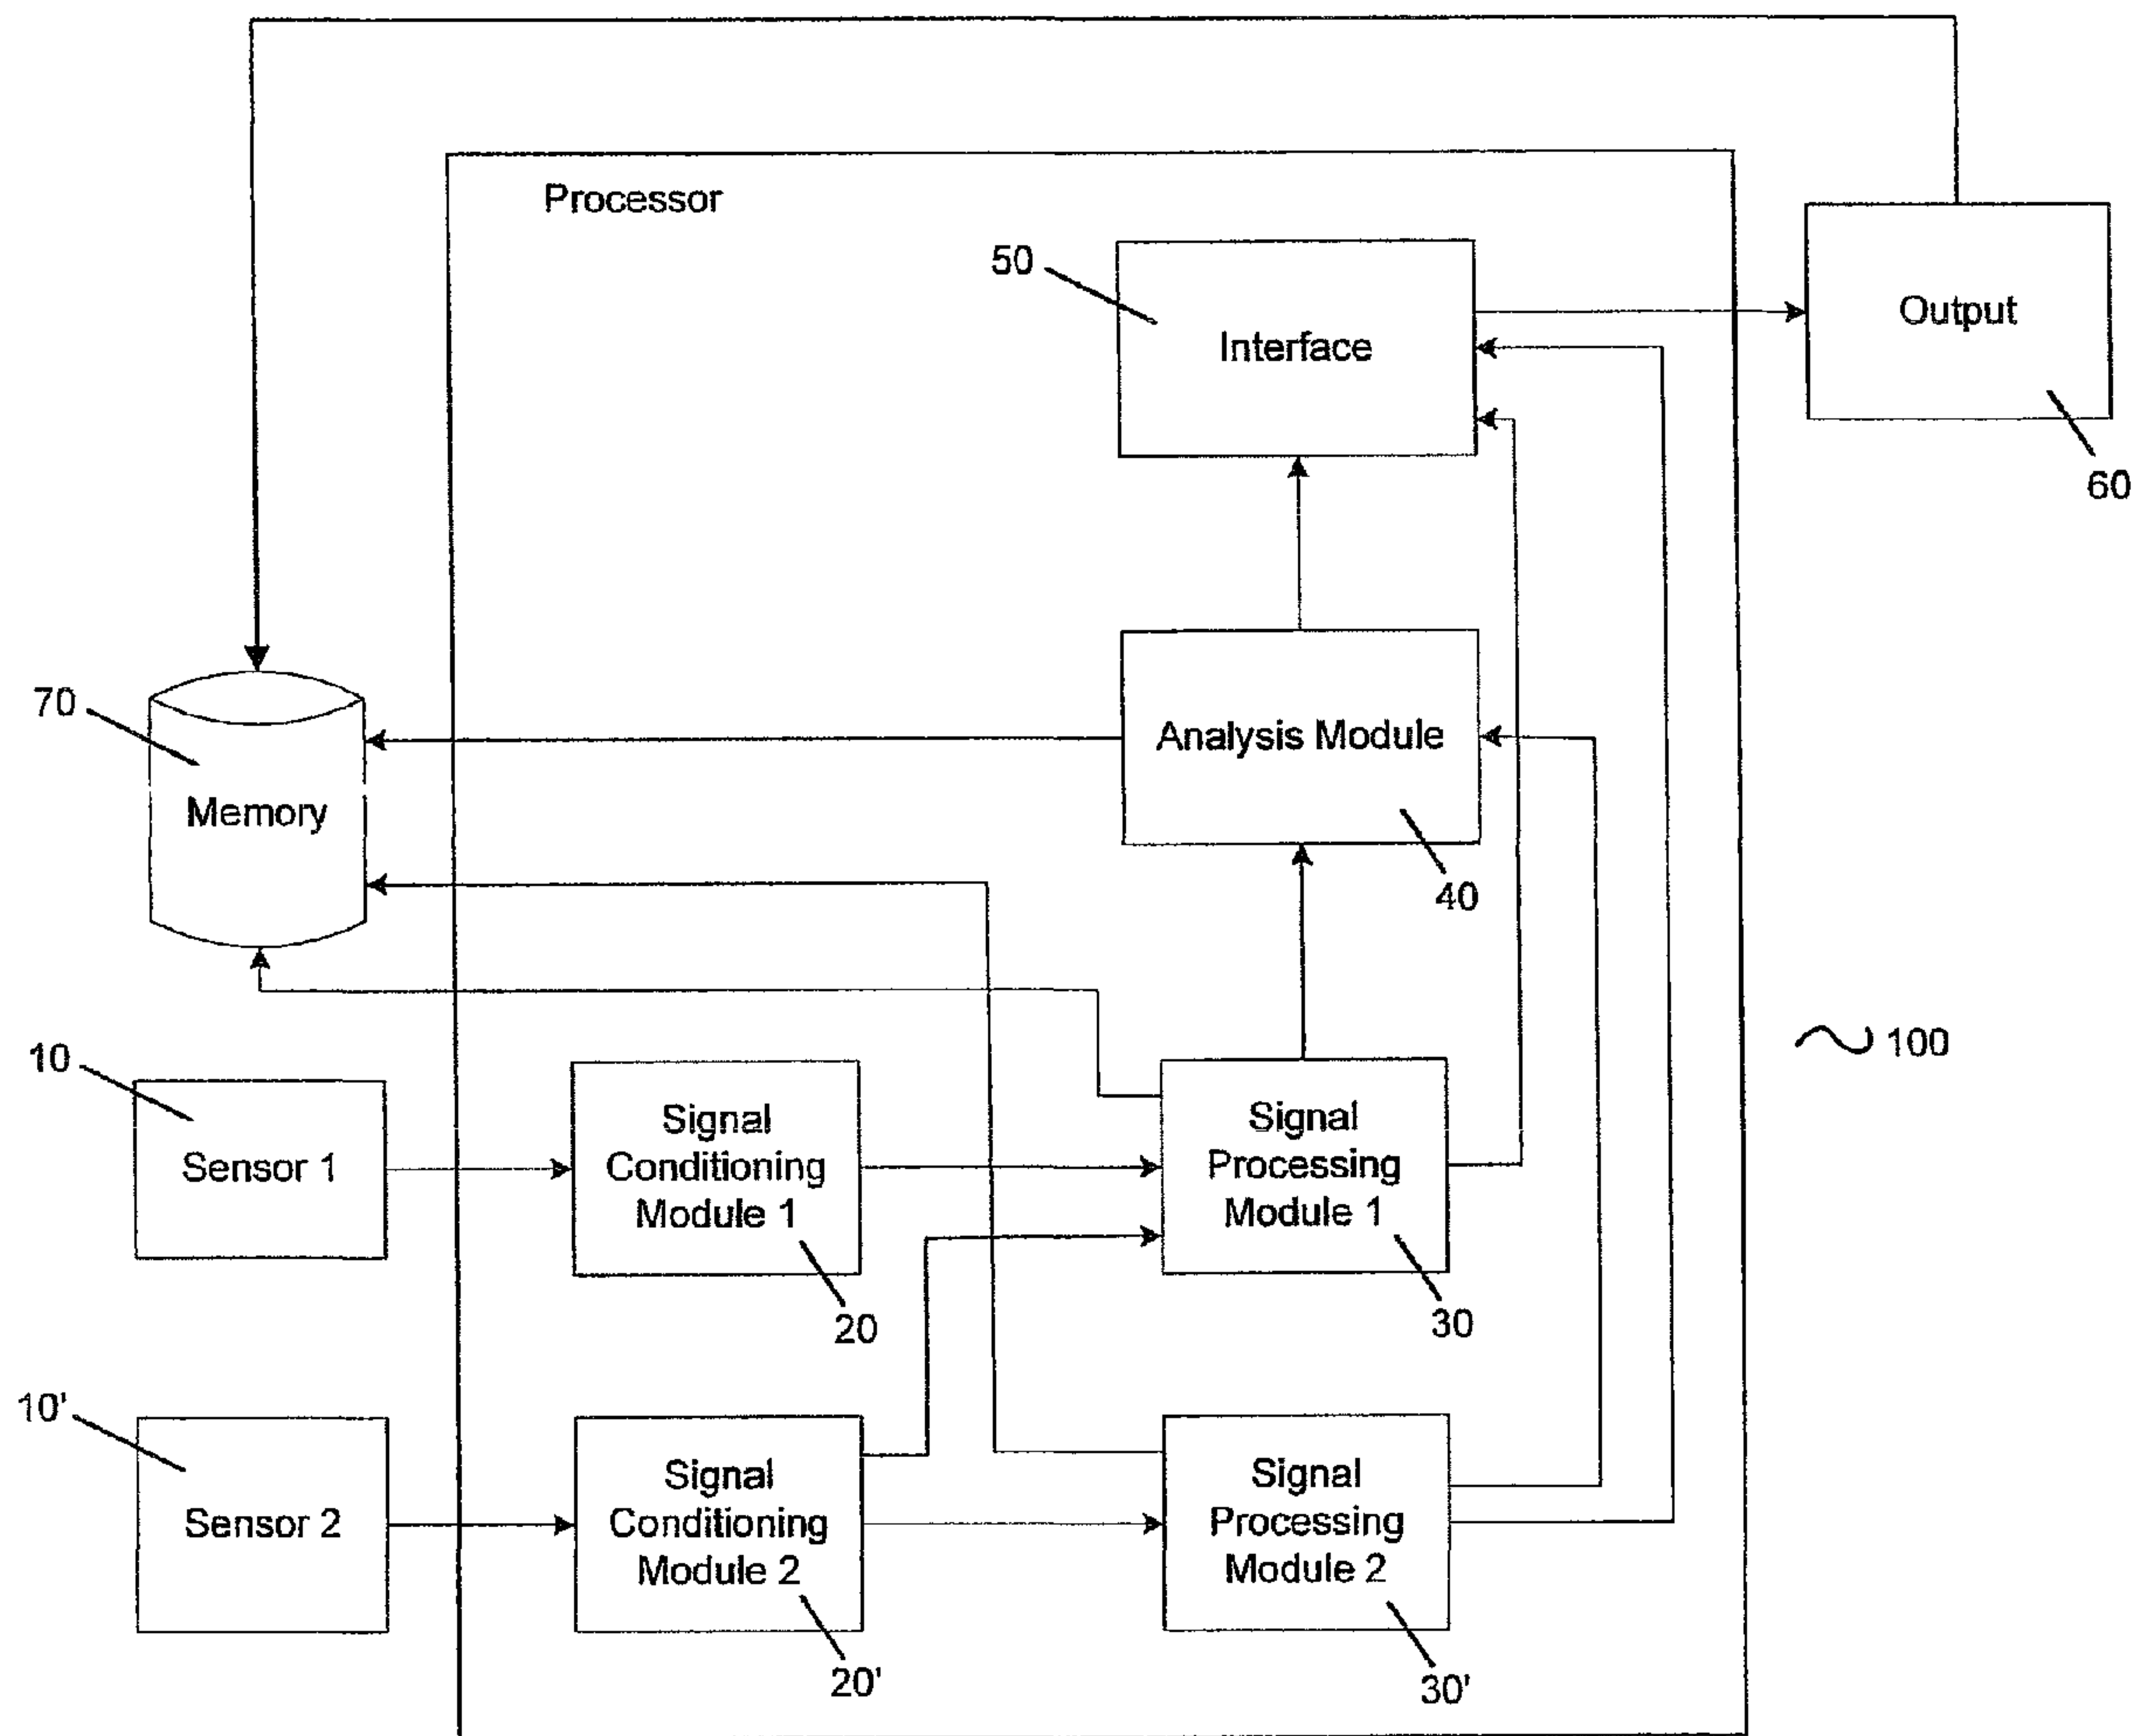 Processor
50
Interface
Output
60
70
Memory
Analysis Module
40
100
10
Sensor 1
Signal
Conditioning
Module 1
20
Signal
Processing
Module 1
30
10'
Sensor 2
Signal
Conditioning
Module 2
20'
Signal
Processing
Module 2
30'